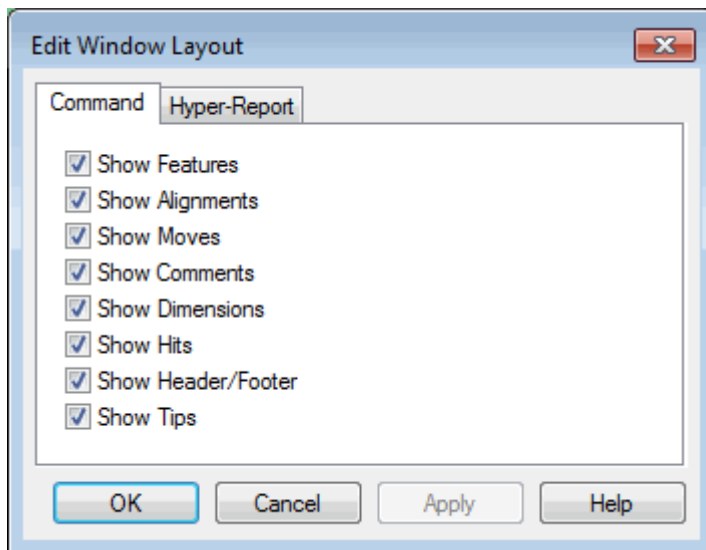 Edit Window Layout
Command Hyper-Report
Show Features
Show Alignments
Show Moves
Show Comments
Show Dimensions
Show Hits
Show Header/Footer
Show Tips
OK Cancel Apply Help